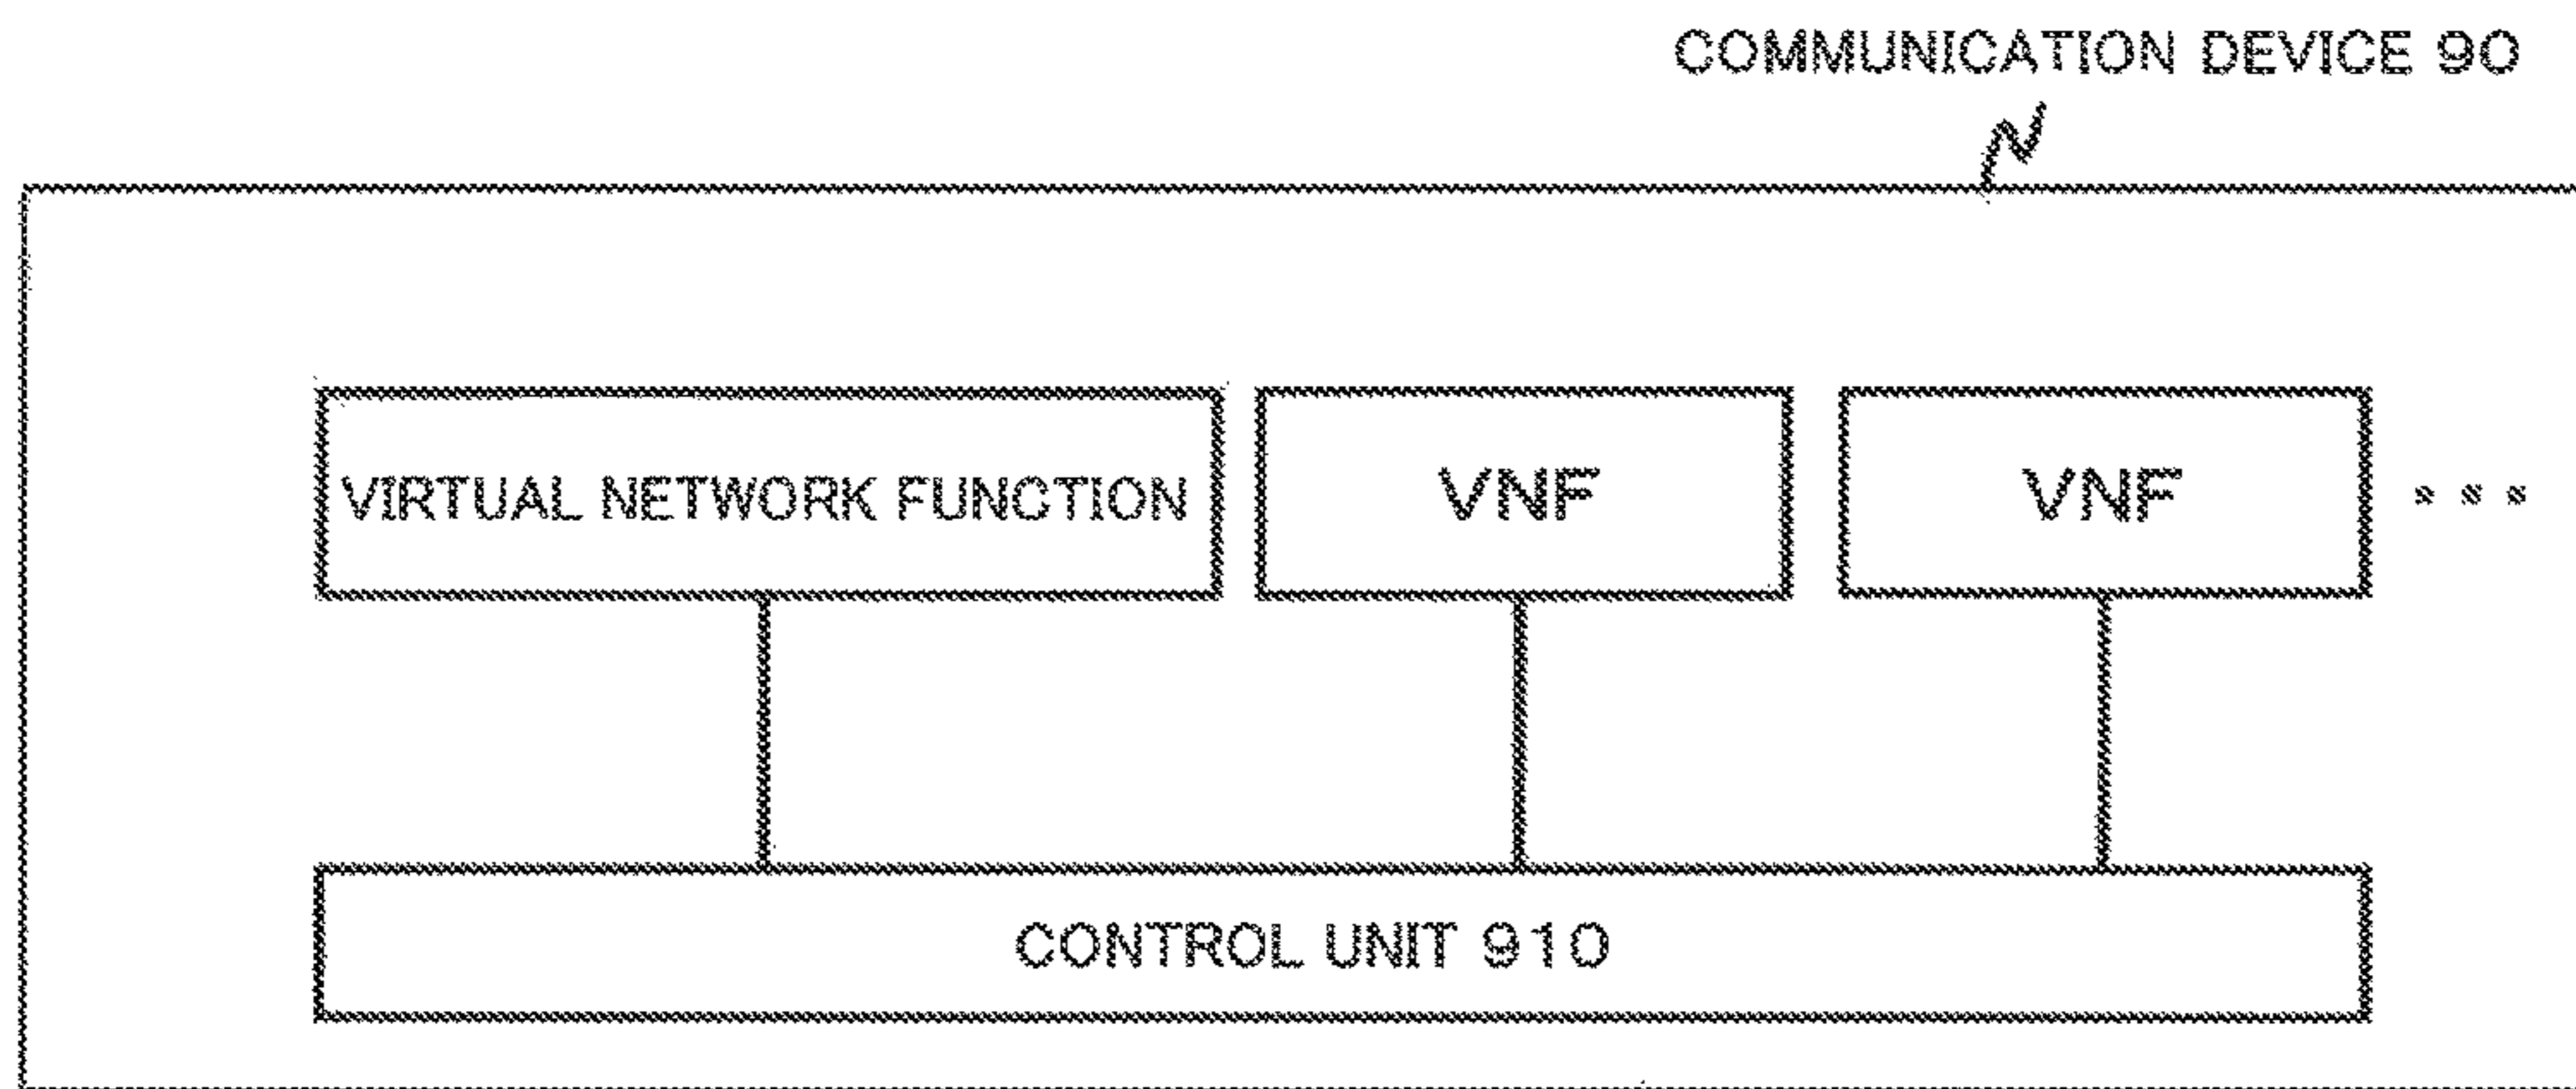 COMMUNICATION DEVICE 90
VIRTUAL NETWORK FUNCTION
VNF
VNF
...
CONTROL UNIT 910